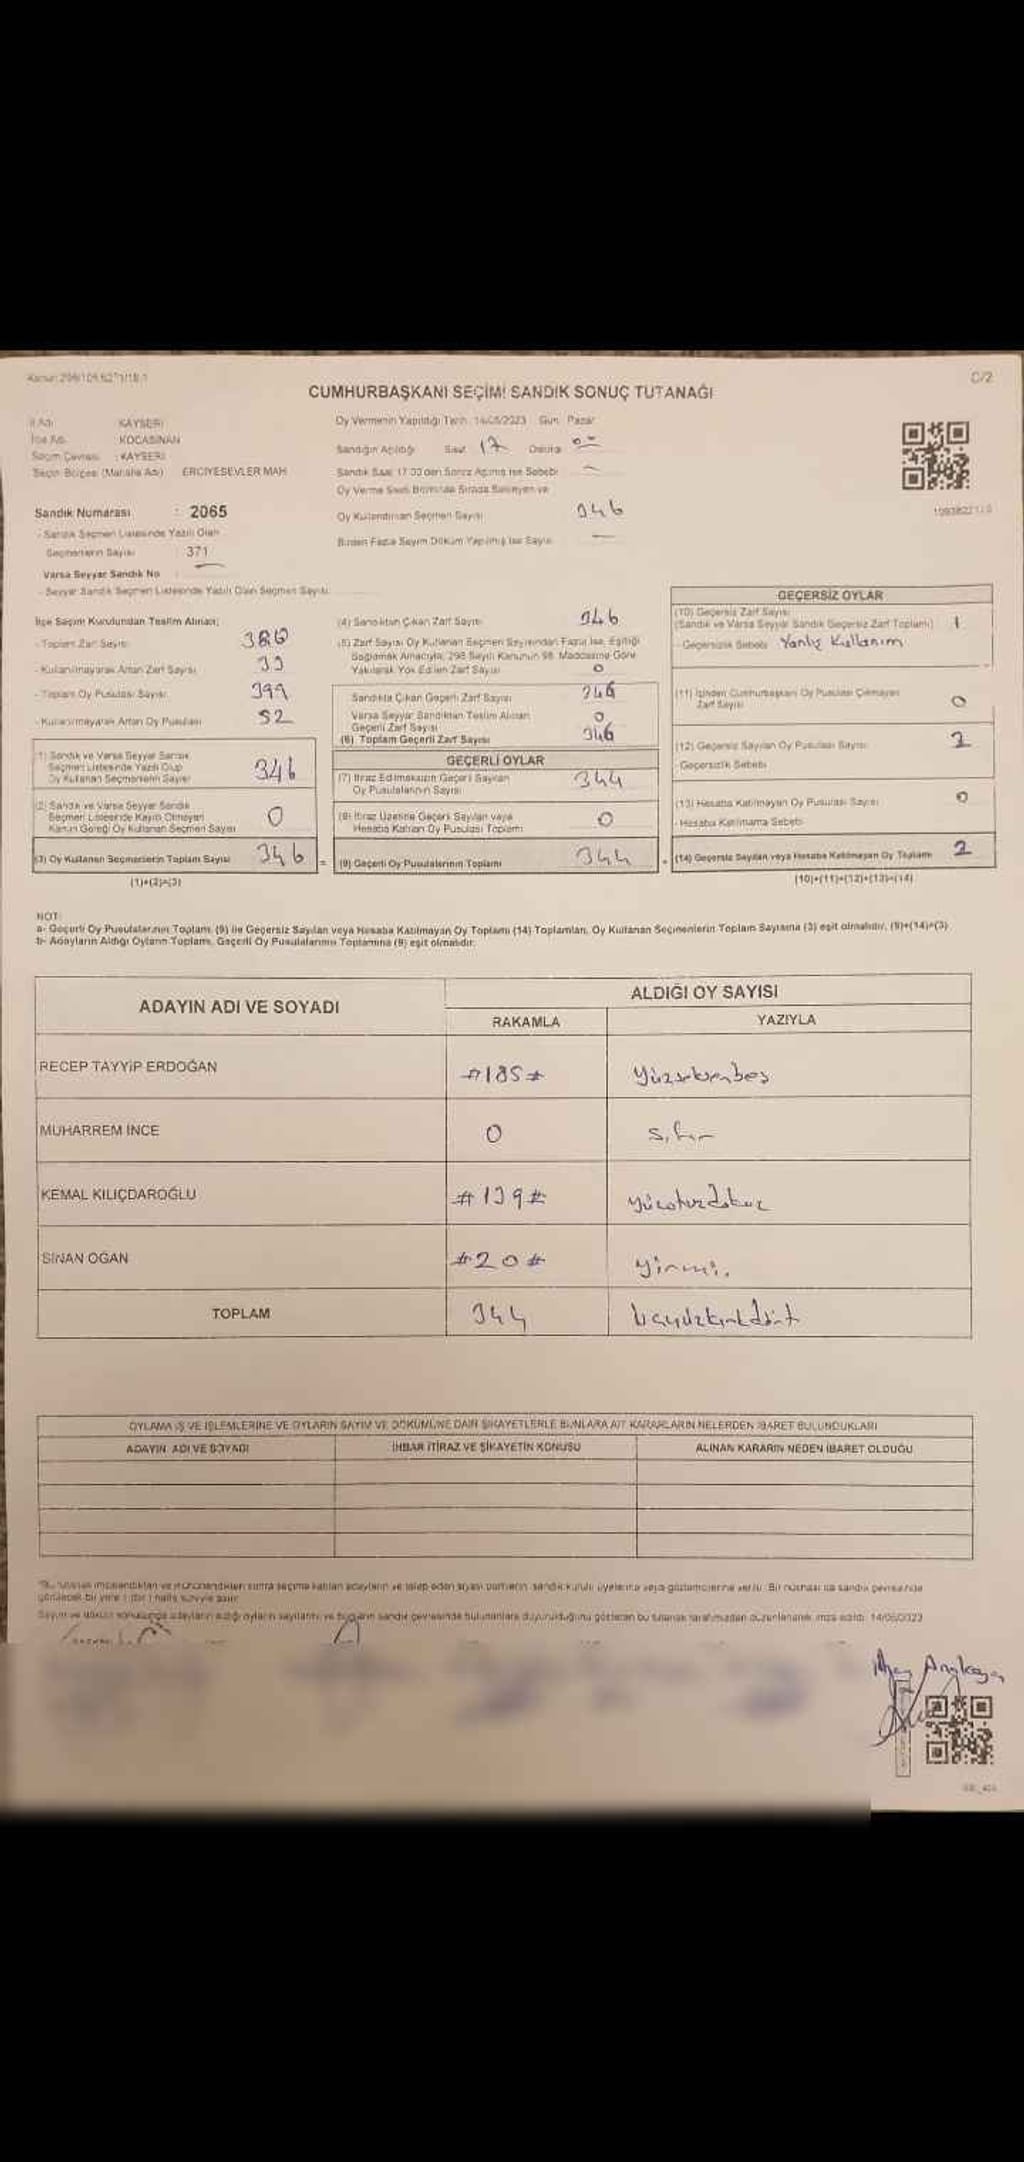 C/2
CUMHURBAŞKANI SEÇİMİ SANDIK SONUÇ TUTANAĞI
İl Adı : KAYSERİ
İlçe Adı : KOCASİNAN
Seçim Çevresi : KAYSERİ
Seçim Bölgesi (Mahalle Adı) ERCİYESEVLER MAH
Sandık Numarası : 2065
- Sandık Seçmen Listesinde Yazılı Olan
Seçmenlerin Sayısı : 371
Varsa Seyyar Sandık No :
- Seyyar Sandık Seçmen Listesinde Yazılı Olan Seçmen Sayısı
Oy Vermenin Yapıldığı Tarih : 14/05/2023 Gün : Pazar
Sandığın Açıldığı Saat 17 Dakika 00
Sandık Saat 17:00'den Sonra Açılmış İse Sebebi
Oy Verme Saati Bitiminde Sırada Bekleyen ve
Oy Kullandırılan Seçmen Sayısı 346
Birden Fazla Sayım Döküm Yapılmış İse Sayısı
İlçe Seçim Kurulundan Teslim Alınan;
- Toplam Zarf Sayısı 380
- Kullanılmayarak Artan Zarf Sayısı 33
- Toplam Oy Pusulası Sayısı 399
- Kullanılmayarak Artan Oy Pusulası 52
(1) Sandık ve Varsa Seyyar Sandık
Seçmen Listesinde Yazılı Olup
Oy Kullanan Seçmenlerin Sayısı 346
(2) Sandık ve Varsa Seyyar Sandık
Seçmen Listesine Kayıtlı Olmayan
Kanun Gereği Oy Kullanan Seçmen Sayısı 0
(3) Oy Kullanan Seçmenlerin Toplam Sayısı 346 =
(1)+(2)=(3)
(4) Sandıktan Çıkan Zarf Sayısı 346
(5) Zarf Sayısı Oy Kullanan Seçmen Sayısından Fazla İse, Eşitliği
Sağlamak Amacıyla, 298 Sayılı Kanunun 98. Maddesine Göre
Yakılarak Yok Edilen Zarf Sayısı 0
Sandıkta Çıkan Geçerli Zarf Sayısı 346
Varsa Seyyar Sandıktan Teslim Alınan
Geçerli Zarf Sayısı 0
(6) Toplam Geçerli Zarf Sayısı 346
GEÇERLİ OYLAR
(7) İtiraz Edilmeksizin Geçerli Sayılan
Oy Pusulalarının Sayısı 344
(8) İtiraz Üzerine Geçerli Sayılan veya
Hesaba Katılan Oy Pusulası Toplamı 0
(9) Geçerli Oy Pusulalarının Toplamı 344 +
GEÇERSİZ OYLAR
(10) Geçersiz Zarf Sayısı
(Sandık ve Varsa Seyyar Sandık Geçersiz Zarf Toplamı) 1
- Geçersizlik Sebebi Yanlış Kullanım
(11) İçinden Cumhurbaşkanı Oy Pusulası Çıkmayan
Zarf Sayısı 0
(12) Geçersiz Sayılan Oy Pusulası Sayısı 2
- Geçersizlik Sebebi
(13) Hesaba Katılmayan Oy Pusulası Sayısı 0
- Hesaba Katılmama Sebebi
(14) Geçersiz Sayılan veya Hesaba Katılmayan Oy Toplamı 2
(10)+(11)+(12)+(13)=(14)
NOT:
a- Geçerli Oy Pusulalarının Toplamı (9) ile Geçersiz Sayılan veya Hesaba Katılmayan Oy Toplamı (14) Toplamları, Oy Kullanan Seçmenlerin Toplam Sayısına (3) eşit olmalıdır. (9)+(14)=(3)
b- Adayların Aldığı Oyların Toplamı, Geçerli Oy Pusulalarının Toplamına (9) eşit olmalıdır.
ADAYIN ADI VE SOYADI
ALDIĞI OY SAYISI
RAKAMLA YAZIYLA
RECEP TAYYİP ERDOĞAN #185# Yüzseksenbeş
MUHARREM İNCE 0 sıfır
KEMAL KILIÇDAROĞLU #139# yüzotuzdokuz
SİNAN OĞAN #20# yirmi.
TOPLAM 344 üçyüzkırkdört
OYLAMA İŞ VE İŞLEMLERİNE VE OYLARIN SAYIM VE DÖKÜMÜNE DAİR ŞİKAYETLERLE BUNLARA AİT KARARLARIN NELERDEN İBARET BULUNDUKLARI
ADAYIN ADI VE SOYADI İHBAR İTİRAZ VE ŞİKAYETİN KONUSU ALINAN KARARIN NEDEN İBARET OLDUĞU
Bu tutanak imzalandıktan ve mühürlendikten sonra seçime katılan adayların ve talep eden siyasi partilerin sandık kurulu üyelerine veya gözlemcilerine verilir. Bir nüshası da sandık çevresinde
görülecek bir yere 1 (bir) hafta süreyle asılır.
Sayım ve döküm sonucunda adayların aldığı oyların sayılarını ve bunların sandık çevresinde bulunanlara duyurulduğunu gösteren bu tutanak tarafımızdan düzenlenerek imza edildi. 14/05/2023